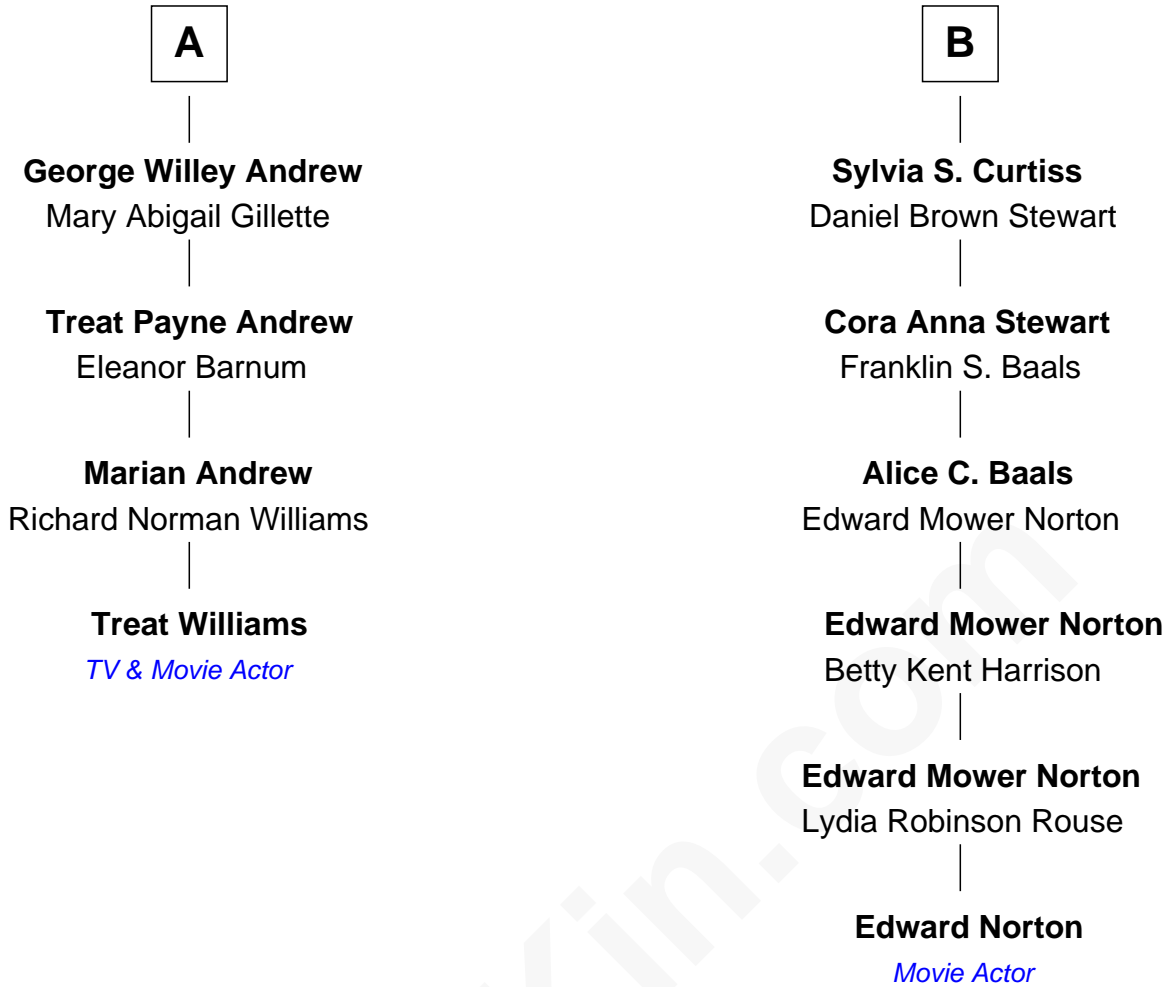 A
George Willey Andrew
Mary Abigail Gillette
Treat Payne Andrew
Eleanor Barnum
Marian Andrew
Richard Norman Williams
Treat Williams
TV & Movie Actor
B
Sylvia S. Curtiss
Daniel Brown Stewart
Cora Anna Stewart
Franklin S. Baals
Alice C. Baals
Edward Mower Norton
Edward Mower Norton
Betty Kent Harrison
Edward Mower Norton
Lydia Robinson Rouse
Edward Norton
Movie Actor